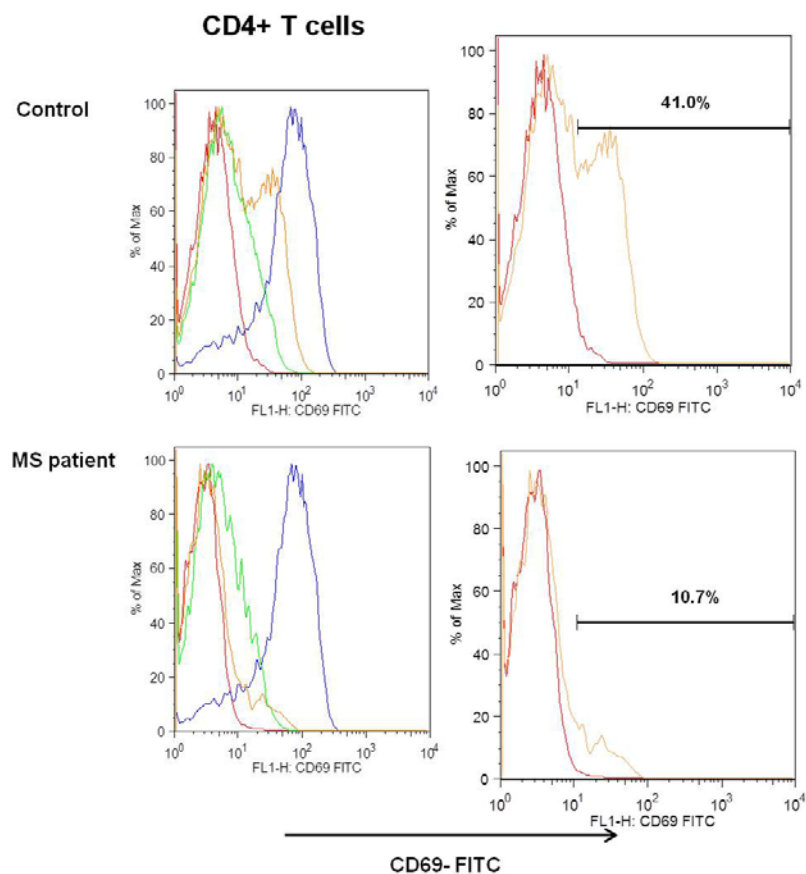 CD4+ T cells
Control
% of Max
100
80
60
40
20
0
10^0 10^1 10^2 10^3 10^4
FL1-H: CD69 FITC
% of Max
100
80
60
40
20
0
41.0%
10^0 10^1 10^2 10^3 10^4
FL1-H: CD69 FITC
MS patient
% of Max
100
80
60
40
20
0
10^0 10^1 10^2 10^3 10^4
FL1-H: CD69 FITC
% of Max
100
80
60
40
20
0
10.7%
10^0 10^1 10^2 10^3 10^4
FL1-H: CD69 FITC
CD69- FITC